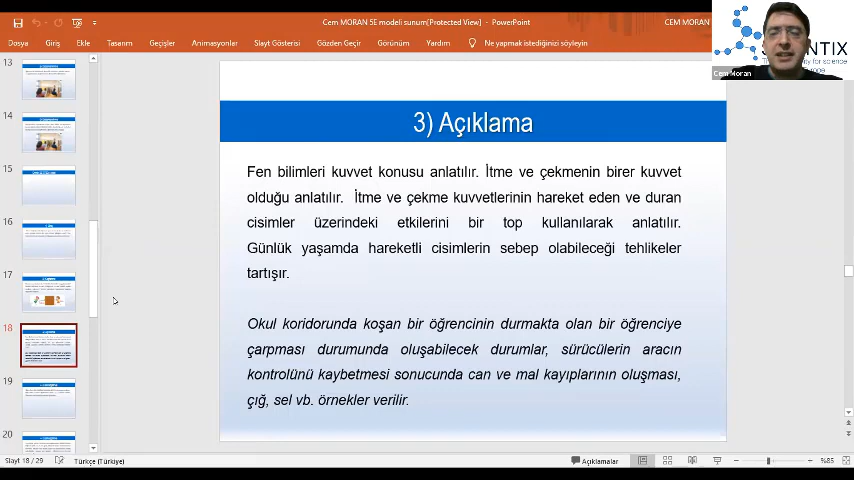 Cem MORAN 5E modeli sunum(Protected View) - PowerPoint
CEM MORAN
Dosya Giriş Ekle Tasarım Geçişler Animasyonlar Slayt Gösterisi Gözden Geçir Görünüm Yardım Ne yapmak istediğinizi söyleyin
Cem Moran
13
14
15
16
17
18
19
20
3) Açıklama
Fen bilimleri kuvvet konusu anlatılır. İtme ve çekmenin birer kuvvet
olduğu anlatılır. İtme ve çekme kuvvetlerinin hareket eden ve duran
cisimler üzerindeki etkilerini bir top kullanılarak anlatılır.
Günlük yaşamda hareketli cisimlerin sebep olabileceği tehlikeler
tartışır.
Okul koridorunda koşan bir öğrencinin durmakta olan bir öğrenciye
çarpması durumunda oluşabilecek durumlar, sürücülerin aracın
kontrolünü kaybetmesi sonucunda can ve mal kayıplarının oluşması,
çığ, sel vb. örnekler verilir.
Slayt 18 / 29 Türkçe (Türkiye) Açıklamalar %85